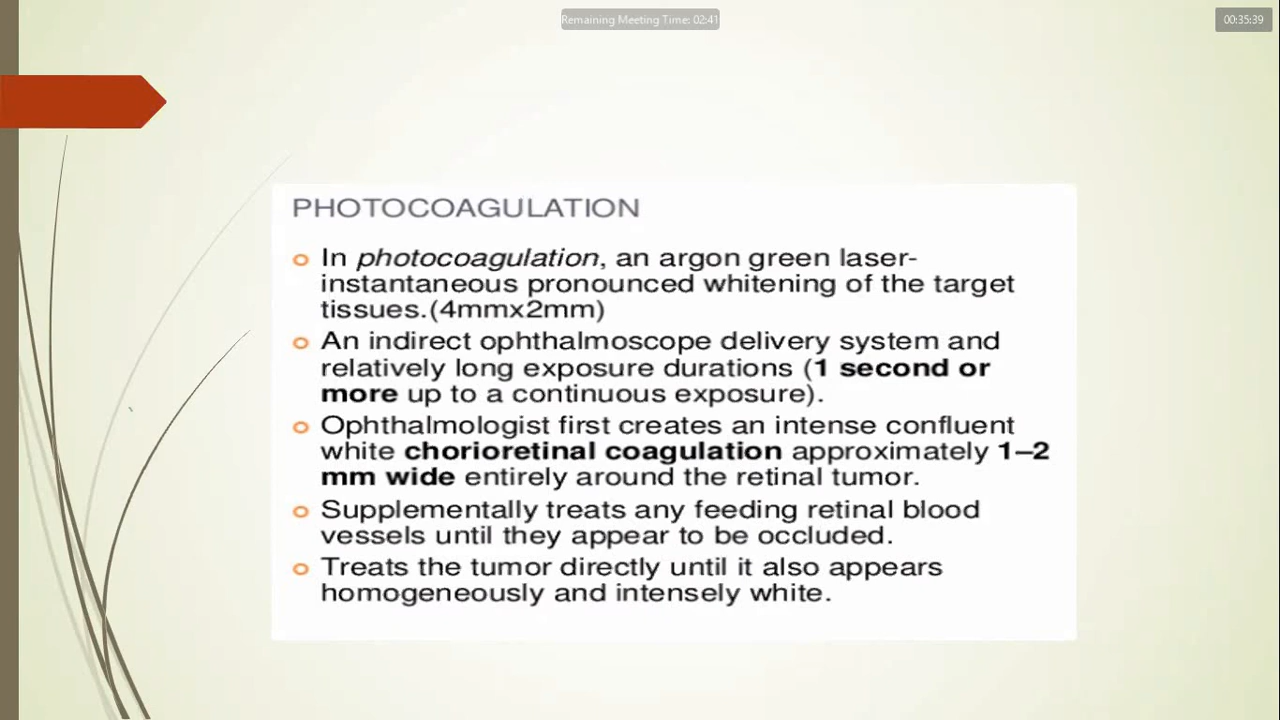 Remaining Meeting Time: 02:41
00:35:39
PHOTOCOAGULATION
In photocoagulation, an argon green laser-
instantaneous pronounced whitening of the target
tissues.(4mmx2mm)
An indirect ophthalmoscope delivery system and
relatively long exposure durations (1 second or
more up to a continuous exposure).
Ophthalmologist first creates an intense confluent
white chorioretinal coagulation approximately 1–2
mm wide entirely around the retinal tumor.
Supplementally treats any feeding retinal blood
vessels until they appear to be occluded.
Treats the tumor directly until it also appears
homogeneously and intensely white.